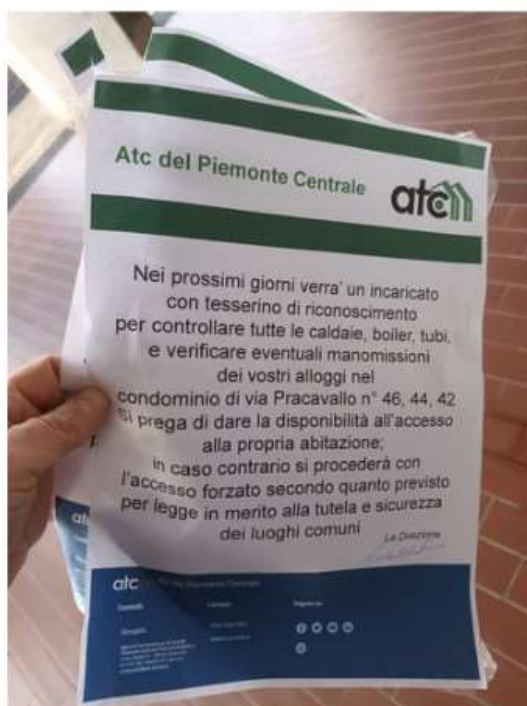 Atc del Piemonte Centrale
atc
Nei prossimi giorni verra' un incaricato
con tesserino di riconoscimento
per controllare tutte le caldaie, boiler, tubi,
e verificare eventuali manomissioni
dei vostri alloggi nel
condominio di via Pracavallo n° 46, 44, 42
Si prega di dare la disponibilità all'accesso
alla propria abitazione;
in caso contrario si procederà con
l'accesso forzato secondo quanto previsto
per legge in merito alla tutela e sicurezza
dei luoghi comuni
La Direzione
atc
Piemonte Centrale